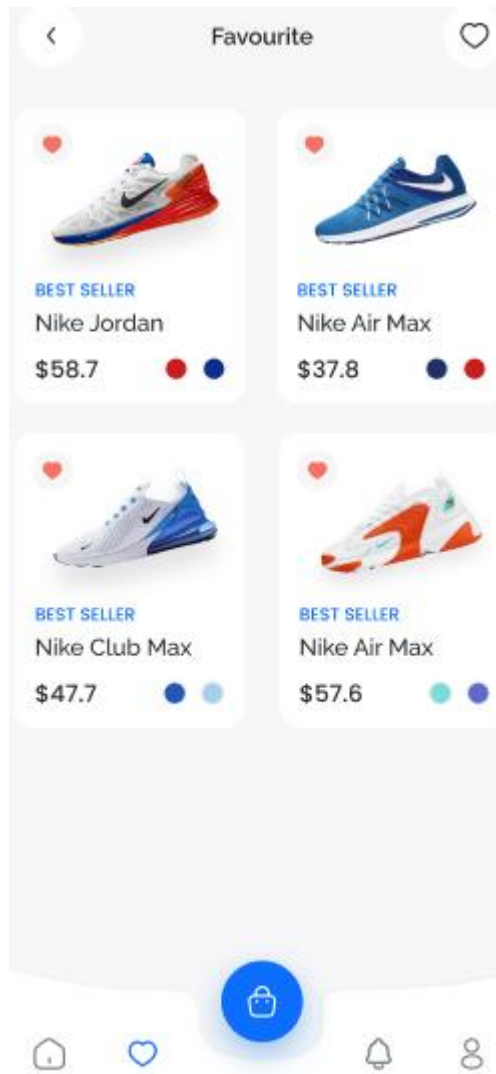 Favourite
BEST SELLER
Nike Jordan
$58.7
BEST SELLER
Nike Air Max
$37.8
BEST SELLER
Nike Club Max
$47.7
BEST SELLER
Nike Air Max
$57.6